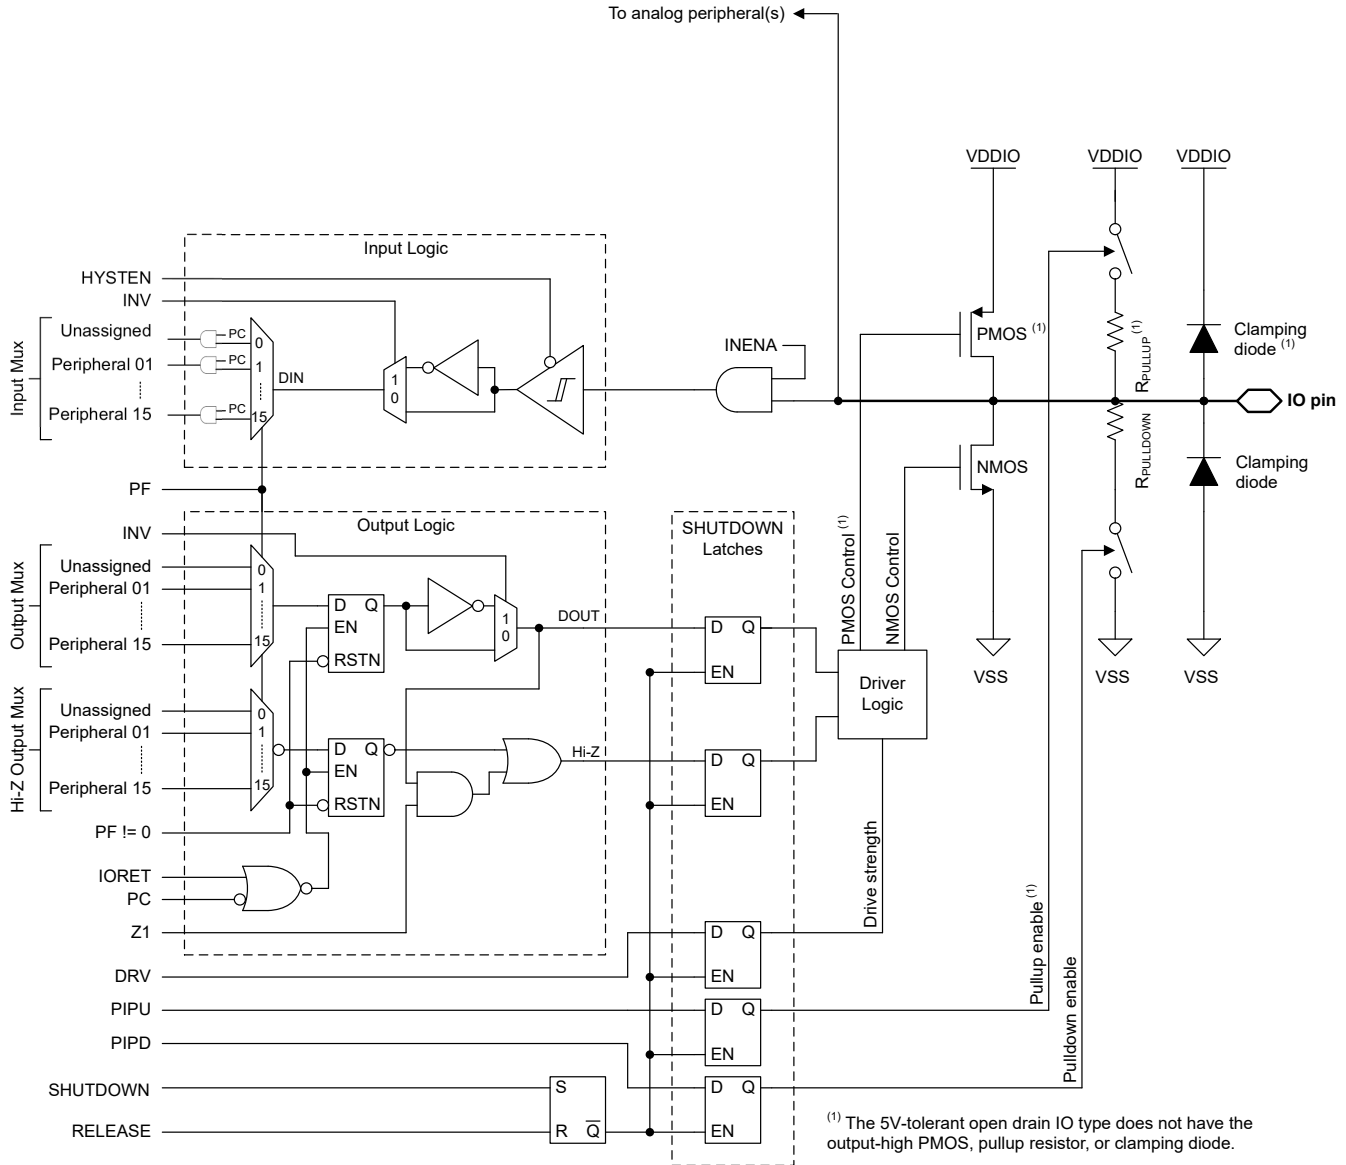 To analog peripheral(s)
VDDIO
VDDIO
VDDIO
Input Logic
HYSTEN
INV
Input Mux
Unassigned
Peripheral 01
Peripheral 15
PC
PC
PC
0
1
15
DIN
1
0
INENA
PMOS (1)
RPULLUP (1)
Clamping
diode (1)
IO pin
RPULLDOWN
NMOS
Clamping
diode
PF
Output Logic
INV
SHUTDOWN
Latches
PMOS Control (1)
NMOS Control
Output Mux
Unassigned
Peripheral 01
Peripheral 15
0
1
15
D Q
EN
RSTN
1
0
DOUT
D Q
EN
VSS
VSS
VSS
Driver
Logic
Hi-Z Output Mux
Unassigned
Peripheral 01
Peripheral 15
0
1
15
D Q
EN
RSTN
Hi-Z
D Q
EN
PF != 0
IORET
PC
Z1
Drive strength
DRV
D Q
EN
Pullup enable (1)
Pulldown enable
PIPU
D Q
EN
PIPD
SHUTDOWN
RELEASE
S
R Q
D Q
EN
(1) The 5V-tolerant open drain IO type does not have the
output-high PMOS, pullup resistor, or clamping diode.